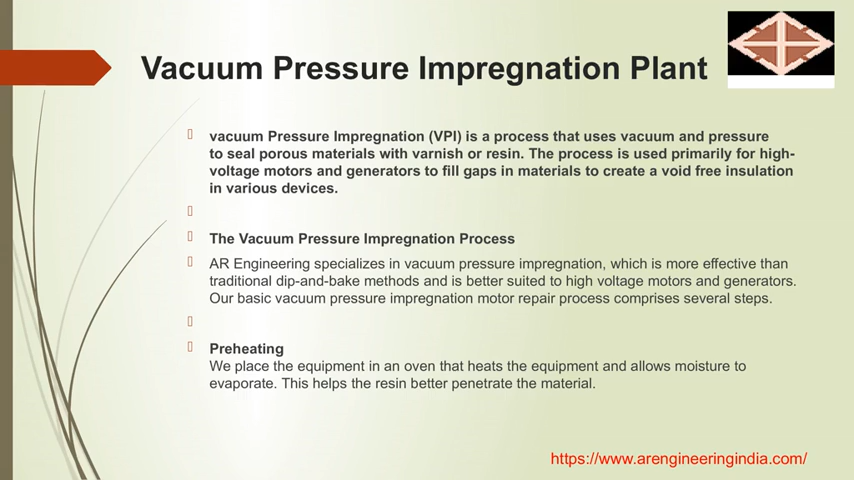 Vacuum Pressure Impregnation Plant
vacuum Pressure Impregnation (VPI) is a process that uses vacuum and pressure
to seal porous materials with varnish or resin. The process is used primarily for high-
voltage motors and generators to fill gaps in materials to create a void free insulation
in various devices.
The Vacuum Pressure Impregnation Process
AR Engineering specializes in vacuum pressure impregnation, which is more effective than
traditional dip-and-bake methods and is better suited to high voltage motors and generators.
Our basic vacuum pressure impregnation motor repair process comprises several steps.
Preheating
We place the equipment in an oven that heats the equipment and allows moisture to
evaporate. This helps the resin better penetrate the material.
https://www.arengineeringindia.com/